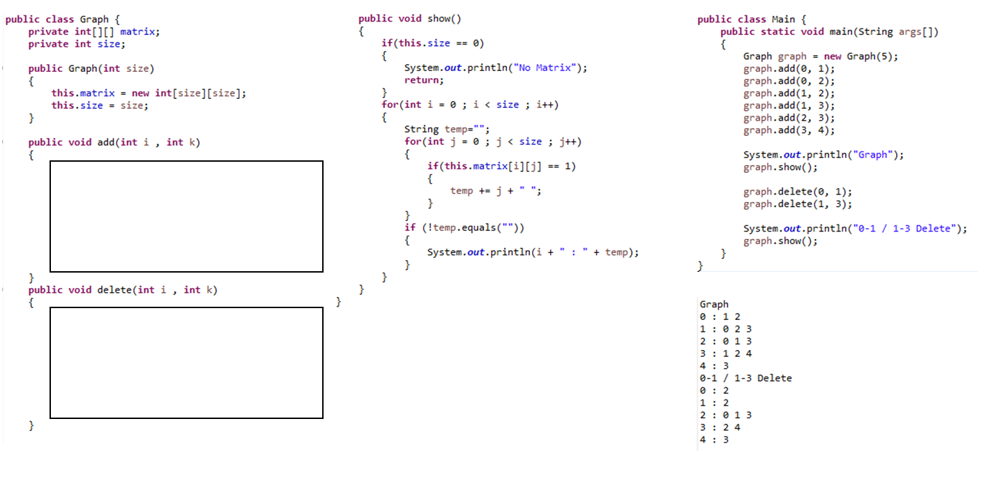 public class Graph {
    private int[][] matrix;
    private int size;

    public Graph(int size)
    {
        this.matrix = new int[size][size];
        this.size = size;
    }

    public void add(int i , int k)
    {
    }
    public void delete(int i , int k)
    {
    }
public void show()
{
    if(this.size == 0)
    {
        System.out.println("No Matrix");
        return;
    }
    for(int i = 0 ; i < size ; i++)
    {
        String temp="";
        for(int j = 0 ; j < size ; j++)
        {
            if(this.matrix[i][j] == 1)
            {
                temp += j + " ";
            }
        }
        if (!temp.equals(""))
        {
            System.out.println(i + " : " + temp);
        }
    }
}
}
public class Main {
    public static void main(String args[])
    {
        Graph graph = new Graph(5);
        graph.add(0, 1);
        graph.add(0, 2);
        graph.add(1, 2);
        graph.add(1, 3);
        graph.add(2, 3);
        graph.add(3, 4);

        System.out.println("Graph");
        graph.show();

        graph.delete(0, 1);
        graph.delete(1, 3);

        System.out.println("0-1 / 1-3 Delete");
        graph.show();
    }
}
Graph
0 : 1 2
1 : 0 2 3
2 : 0 1 3
3 : 1 2 4
4 : 3
0-1 / 1-3 Delete
0 : 2
1 : 2
2 : 0 1 3
3 : 2 4
4 : 3